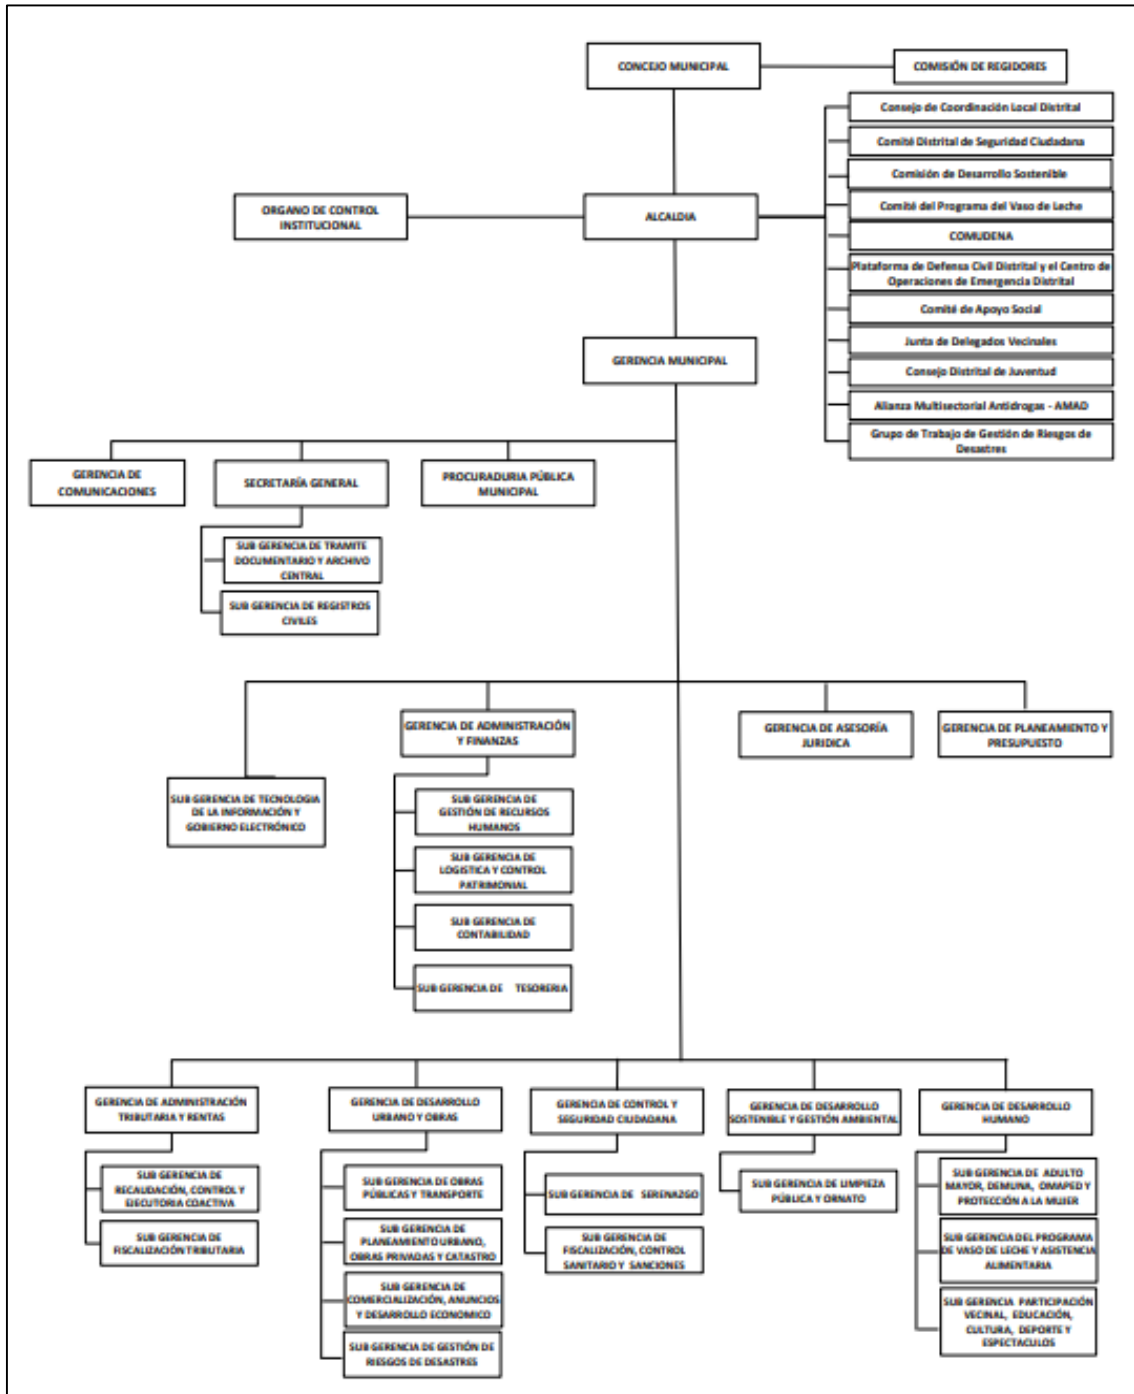 CONCEJO MUNICIPAL
COMISIÓN DE REGIDORES
Consejo de Coordinación Local Distrital
Comité Distrital de Seguridad Ciudadana
Comisión de Desarrollo Sostenible
Comité del Programa del Vaso de Leche
COMUDENA
Plataforma de Defensa Civil Distrital y el Centro de
Operaciones de Emergencia Distrital
Comité de Apoyo Social
Junta de Delegados Vecinales
Consejo Distrital de Juventud
Alianza Multisectorial Antidrogas - AMAD
Grupo de Trabajo de Gestión de Riesgos de
Desastres
ORGANO DE CONTROL
INSTITUCIONAL
ALCALDIA
GERENCIA MUNICIPAL
GERENCIA DE
COMUNICACIONES
SECRETARÍA GENERAL
PROCURADURIA PÚBLICA
MUNICIPAL
SUB GERENCIA DE TRAMITE
DOCUMENTARIO Y ARCHIVO
CENTRAL
SUB GERENCIA DE REGISTROS
CIVILES
GERENCIA DE ADMINISTRACIÓN
Y FINANZAS
GERENCIA DE ASESORÍA
JURIDICA
GERENCIA DE PLANEAMIENTO Y
PRESUPUESTO
SUB GERENCIA DE TECNOLOGIA
DE LA INFORMACIÓN Y
GOBIERNO ELECTRÓNICO
SUB GERENCIA DE
GESTIÓN DE RECURSOS
HUMANOS
SUB GERENCIA DE
LOGISTICA Y CONTROL
PATRIMONIAL
SUB GERENCIA DE
CONTABILIDAD
SUB GERENCIA DE TESORERIA
GERENCIA DE ADMINISTRACIÓN
TRIBUTARIA Y RENTAS
SUB GERENCIA DE
RECAUDACIÓN, CONTROL Y
EJECUTORIA COACTIVA
SUB GERENCIA DE
FISCALIZACIÓN TRIBUTARIA
GERENCIA DE DESARROLLO
URBANO Y OBRAS
SUB GERENCIA DE OBRAS
PÚBLICAS Y TRANSPORTE
SUB GERENCIA DE
PLANEAMIENTO URBANO,
OBRAS PRIVADAS Y CATASTRO
SUB GERENCIA DE
COMERCIALIZACIÓN, ANUNCIOS
Y DESARROLLO ECONOMICO
SUB GERENCIA DE GESTIÓN DE
RIESGOS DE DESASTRES
GERENCIA DE CONTROL Y
SEGURIDAD CIUDADANA
SUB GERENCIA DE SERENAZGO
SUB GERENCIA DE
FISCALIZACIÓN, CONTROL
SANITARIO Y SANCIONES
GERENCIA DE DESARROLLO
SOSTENIBLE Y GESTIÓN AMBIENTAL
SUB GERENCIA DE LIMPIEZA
PÚBLICA Y ORNATO
GERENCIA DE DESARROLLO
HUMANO
SUB GERENCIA DE ADULTO
MAYOR, DEMUNA, OMAPED Y
PROTECCIÓN A LA MUJER
SUB GERENCIA DEL PROGRAMA
DE VASO DE LECHE Y ASISTENCIA
ALIMENTARIA
SUB GERENCIA PARTICIPACIÓN
VECINAL, EDUCACIÓN,
CULTURA, DEPORTE Y
ESPECTACULOS